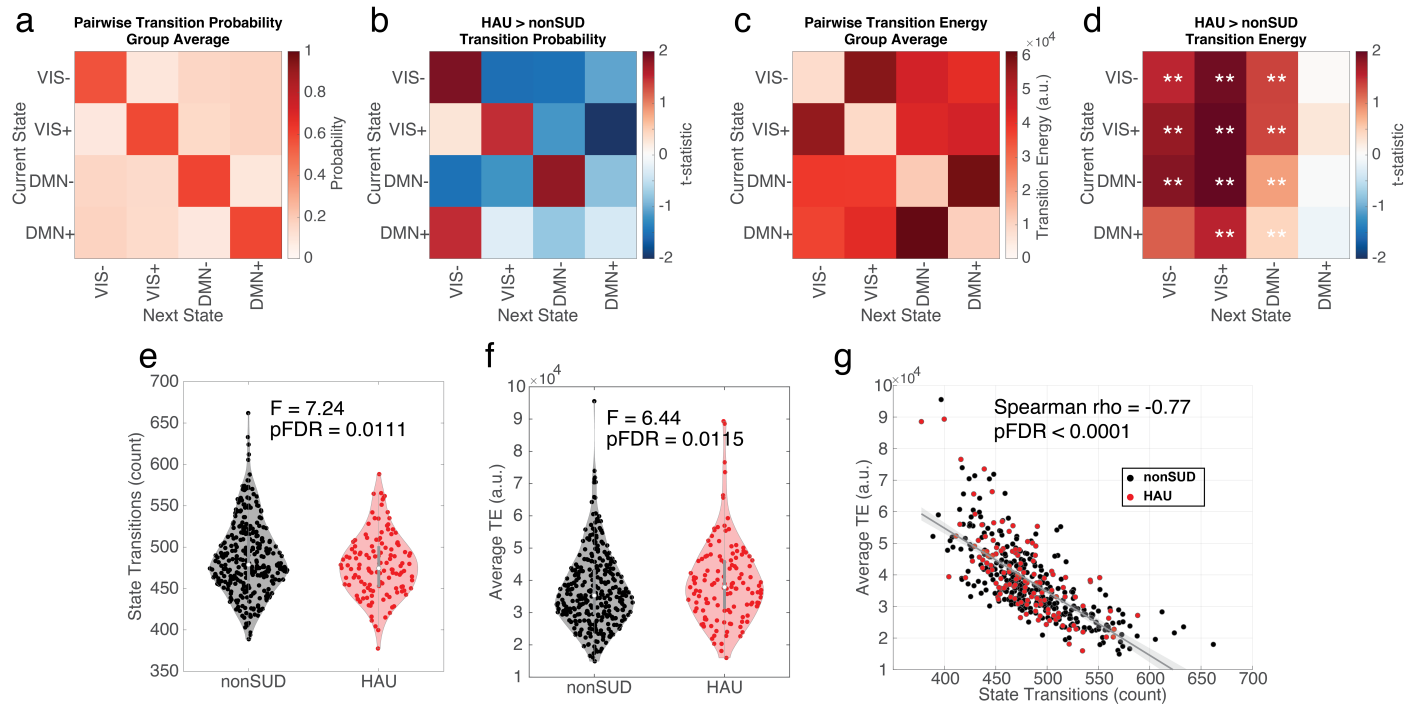 a
Pairwise Transition Probability
Group Average
VIS-
VIS+
DMN-
DMN+
Current State
VIS-
VIS+
DMN-
DMN+
Next State
1
0.8
0.6
0.4
0.2
0
Probability
b
HAU > nonSUD
Transition Probability
VIS-
VIS+
DMN-
DMN+
Current State
VIS-
VIS+
DMN-
DMN+
Next State
2
1
0
-1
-2
t-statistic
c
Pairwise Transition Energy
Group Average
VIS-
VIS+
DMN-
DMN+
Current State
VIS-
VIS+
DMN-
DMN+
Next State
×10⁴
6
5
4
3
2
1
0
Transition Energy (a.u.)
d
HAU > nonSUD
Transition Energy
VIS-
VIS+
DMN-
DMN+
Current State
** ** **
** ** **
** ** **
** **
VIS-
VIS+
DMN-
DMN+
Next State
2
1
0
-1
-2
t-statistic
e
700
650
600
550
500
450
400
350
State Transitions (count)
F = 7.24
pFDR = 0.0111
nonSUD HAU
f
×10⁴
10
9
8
7
6
5
4
3
2
1
Average TE (a.u.)
F = 6.44
pFDR = 0.0115
nonSUD HAU
g
×10⁴
10
9
8
7
6
5
4
3
2
1
Average TE (a.u.)
Spearman rho = -0.77
pFDR < 0.0001
nonSUD
HAU
400 450 500 550 600 650 700
State Transitions (count)